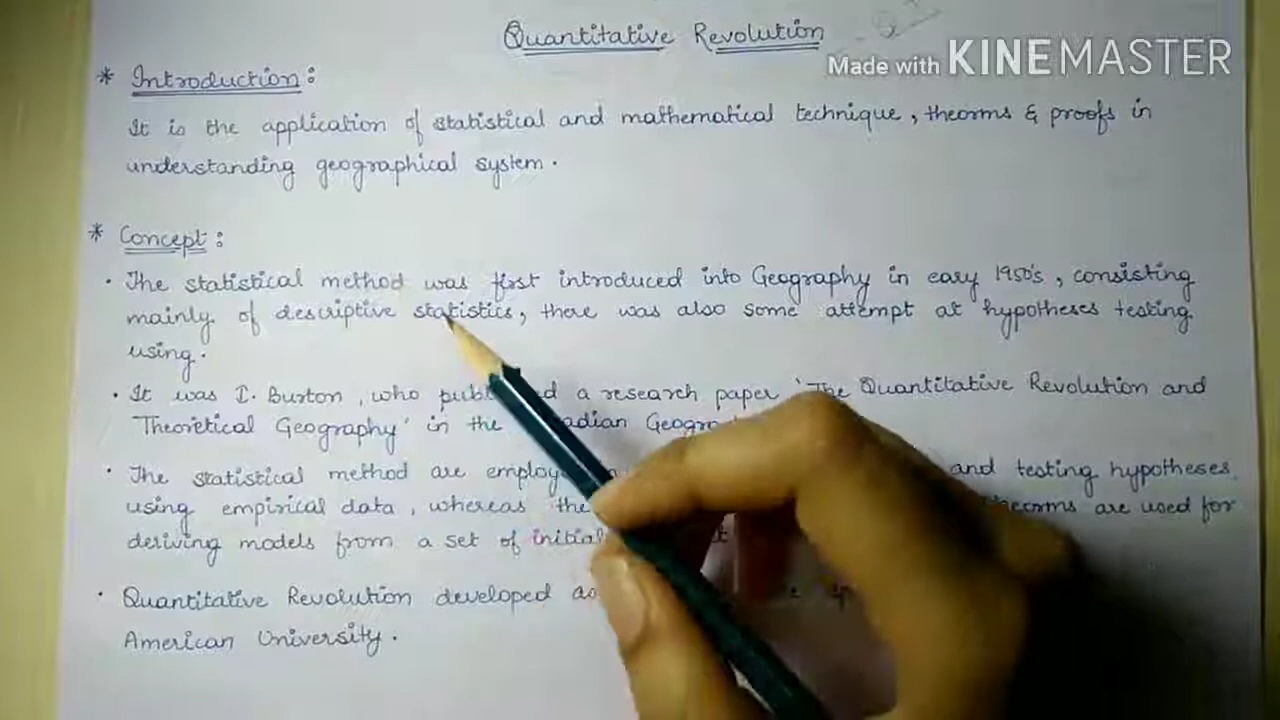 Quantitative Revolution
Made with KINEMASTER
* Introduction :
It is the application of statistical and mathematical technique, theorms & proofs in
understanding geographical system.
* Concept :
• The statistical method was first introduced into Geography in eary 1950's, consisting
mainly of descriptive statistics, there was also some attempt at hypotheses testing
using.
• It was I. Burton, who a research paper 'The Quantitative Revolution and
Theoretical Geography' in the
• The statistical method are and testing hypotheses
using empirical data, whereas the are used for
deriving models from a set of initial
• Quantitative Revolution developed
American University.